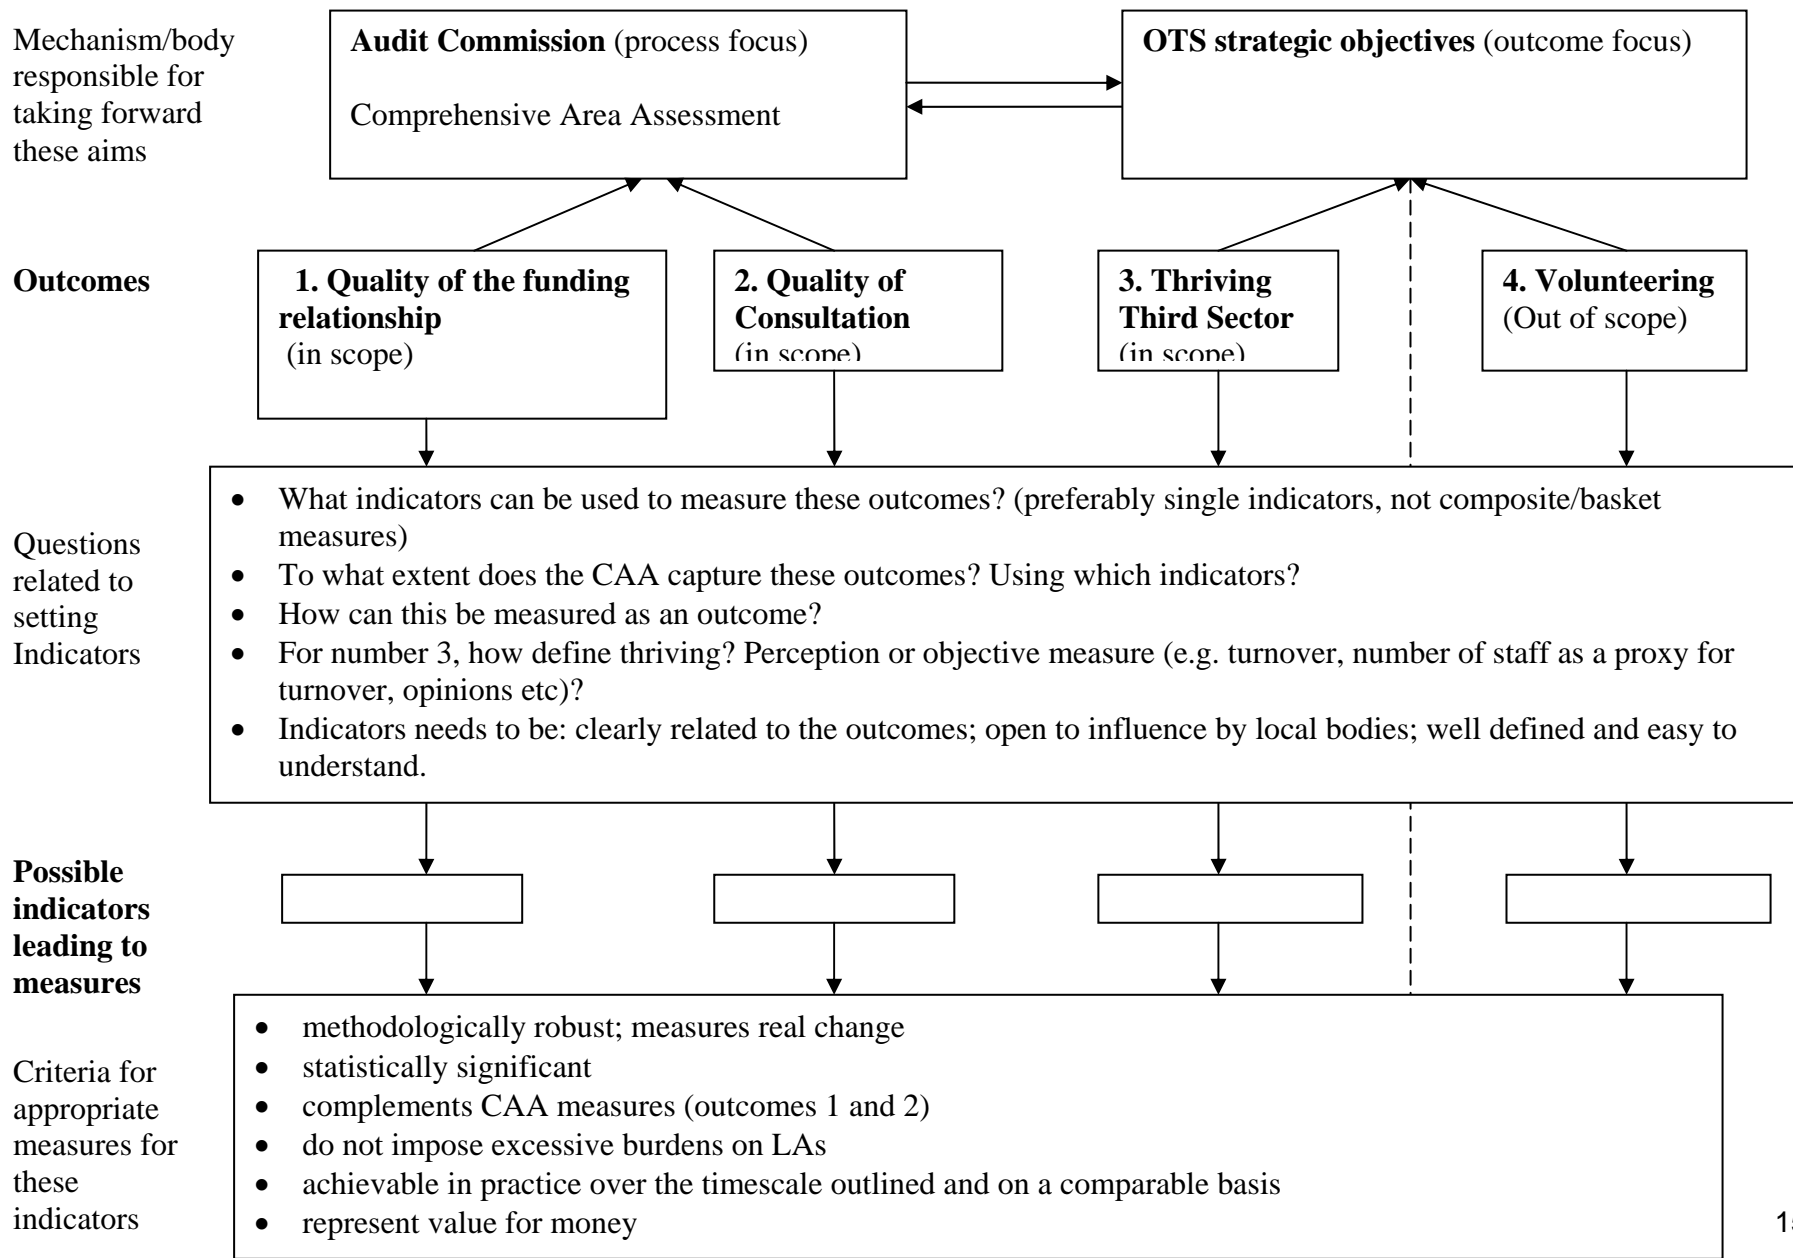 Mechanism/body
responsible for
taking forward
these aims
Audit Commission (process focus)
Comprehensive Area Assessment
OTS strategic objectives (outcome focus)
Outcomes
1. Quality of the funding
relationship
(in scope)
2. Quality of
Consultation
(in scope)
3. Thriving
Third Sector
(in scope)
4. Volunteering
(Out of scope)
Questions
related to
setting
Indicators
• What indicators can be used to measure these outcomes? (preferably single indicators, not composite/basket
measures)
• To what extent does the CAA capture these outcomes? Using which indicators?
• How can this be measured as an outcome?
• For number 3, how define thriving? Perception or objective measure (e.g. turnover, number of staff as a proxy for
turnover, opinions etc)?
• Indicators needs to be: clearly related to the outcomes; open to influence by local bodies; well defined and easy to
understand.
Possible
indicators
leading to
measures
Criteria for
appropriate
measures for
these
indicators
• methodologically robust; measures real change
• statistically significant
• complements CAA measures (outcomes 1 and 2)
• do not impose excessive burdens on LAs
• achievable in practice over the timescale outlined and on a comparable basis
• represent value for money